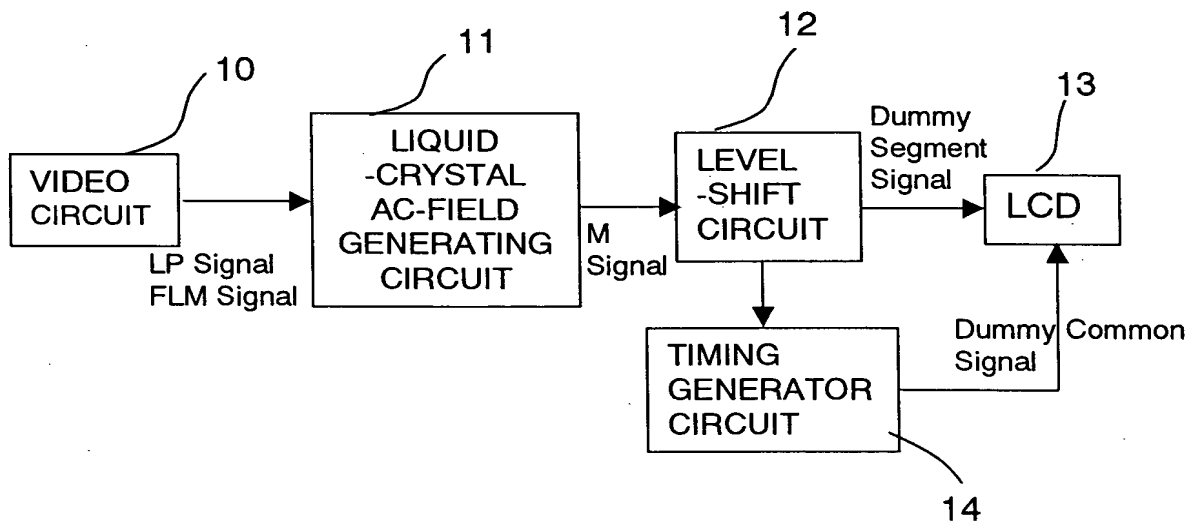 10
11
12
13
VIDEO
CIRCUIT
LP Signal
FLM Signal
LIQUID
-CRYSTAL
AC-FIELD
GENERATING
CIRCUIT
M
Signal
LEVEL
-SHIFT
CIRCUIT
Dummy
Segment
Signal
LCD
TIMING
GENERATOR
CIRCUIT
Dummy Common
Signal
14